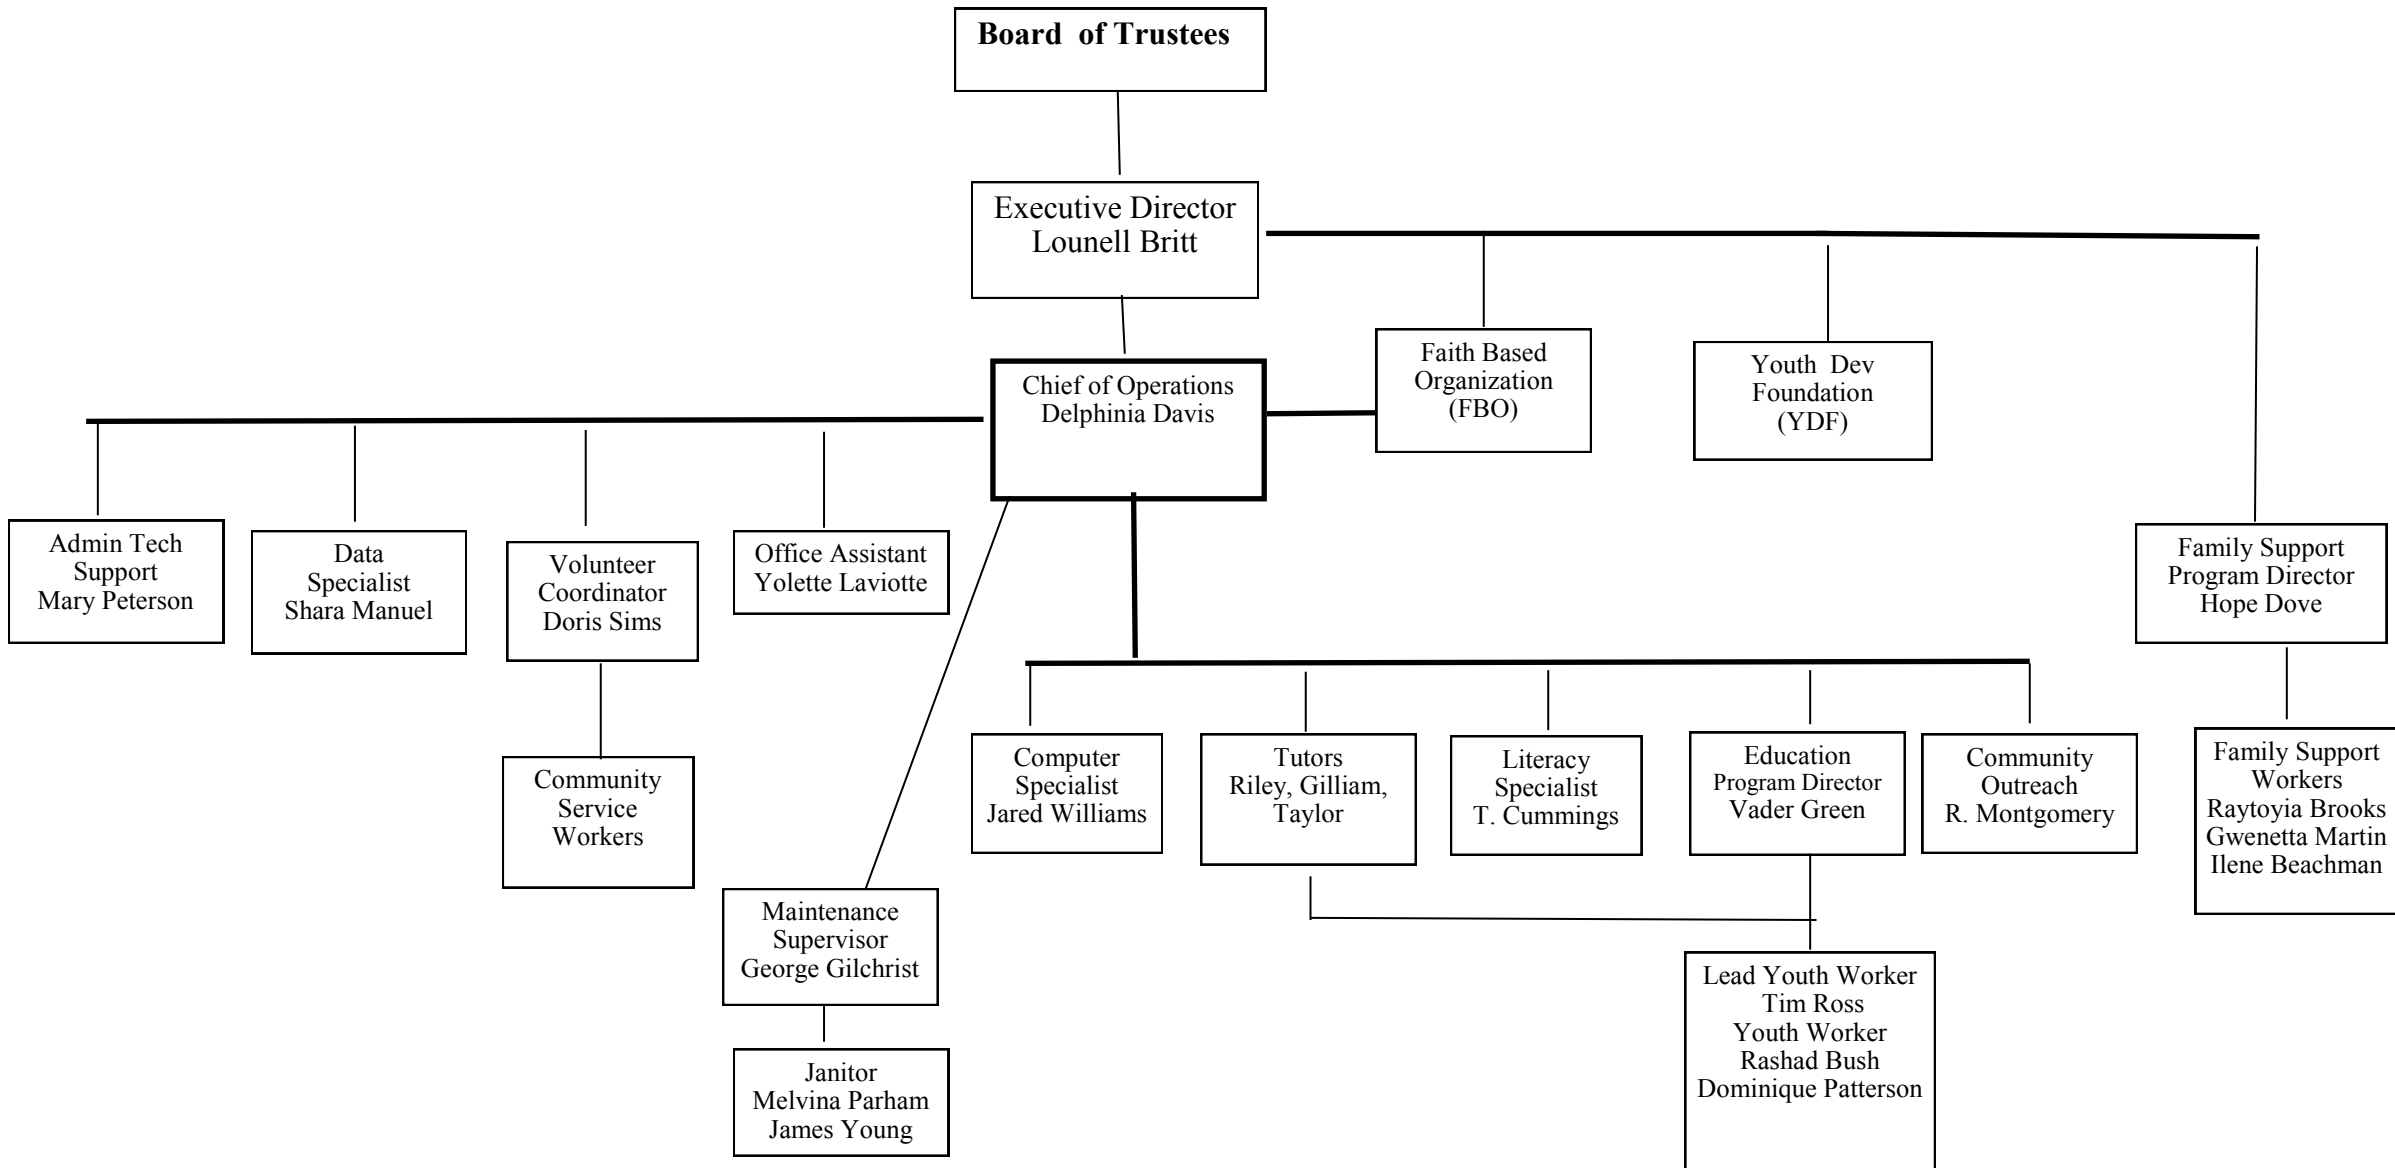 Board of Trustees
Executive Director
Lounell Britt
Chief of Operations
Delphinia Davis
Faith Based
Organization
(FBO)
Youth Dev
Foundation
(YDF)
Admin Tech
Support
Mary Peterson
Data
Specialist
Shara Manuel
Volunteer
Coordinator
Doris Sims
Office Assistant
Yolette Laviotte
Family Support
Program Director
Hope Dove
Community
Service
Workers
Computer
Specialist
Jared Williams
Tutors
Riley, Gilliam,
Taylor
Literacy
Specialist
T. Cummings
Education
Program Director
Vader Green
Community
Outreach
R. Montgomery
Family Support
Workers
Raytoyia Brooks
Gwenetta Martin
Ilene Beachman
Maintenance
Supervisor
George Gilchrist
Lead Youth Worker
Tim Ross
Youth Worker
Rashad Bush
Dominique Patterson
Janitor
Melvina Parham
James Young